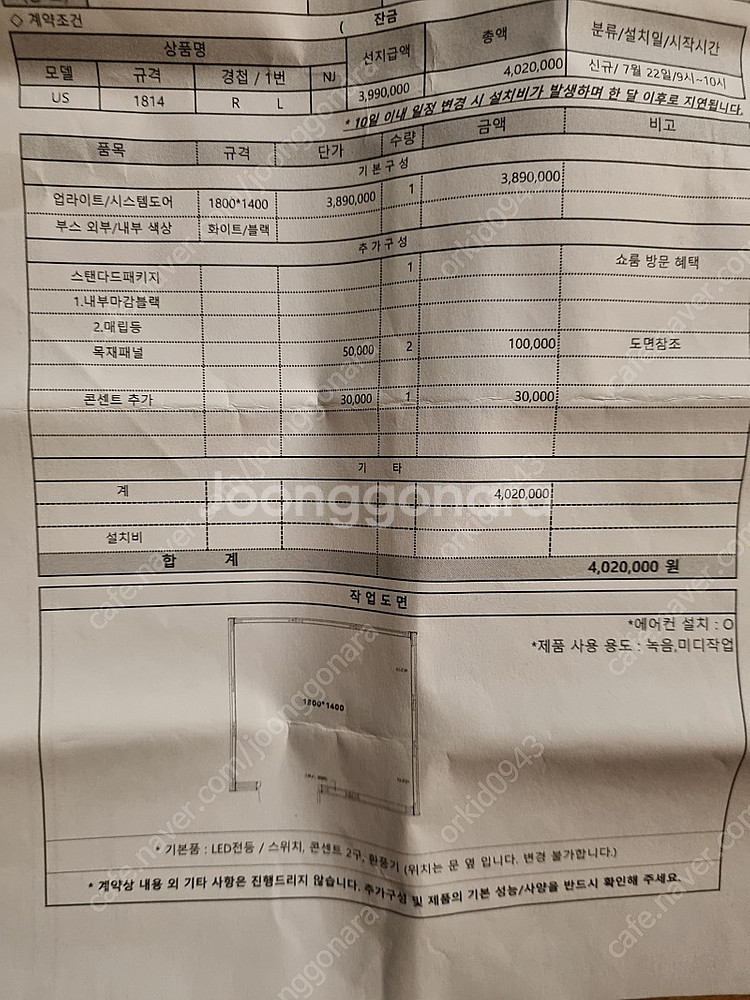 ◇ 계약조건
( 잔금
상품명 선지급액 총액 분류/설치일/시작시간
모델 규격 경첩 / 1번 NJ 3,990,000 4,020,000 신규/ 7월 22일/9시~10시
US 1814 R L
* 10일 이내 일정 변경 시 설치비가 발생하며 한 달 이후로 지연됩니다.
품목 규격 단가 수량 금액 비고
기본구성
업라이트/시스템도어 1800*1400 3,890,000 1 3,890,000
부스 외부/내부 색상 화이트/블랙
추가구성
스탠다드패키지 1 쇼룸 방문 혜택
1.내부마감블랙
2.매립등
목재패널 50,000 2 100,000 도면참조
콘센트 추가 30,000 1 30,000
기 타
계 4,020,000
설치비
합 계 4,020,000 원
작업도면
*에어컨 설치 : O
*제품 사용 용도 : 녹음,미디작업
1800*1400
* 기본품 : LED전등 / 스위치, 콘센트 2구, 환풍기 (위치는 문 옆 입니다. 변경 불가합니다.)
* 계약상 내용 외 기타 사항은 진행드리지 않습니다. 추가구성 및 제품의 기본 성능/사양을 반드시 확인해 주세요.
Joonggonara
cafe.naver.com/joonggonara
orkid0943